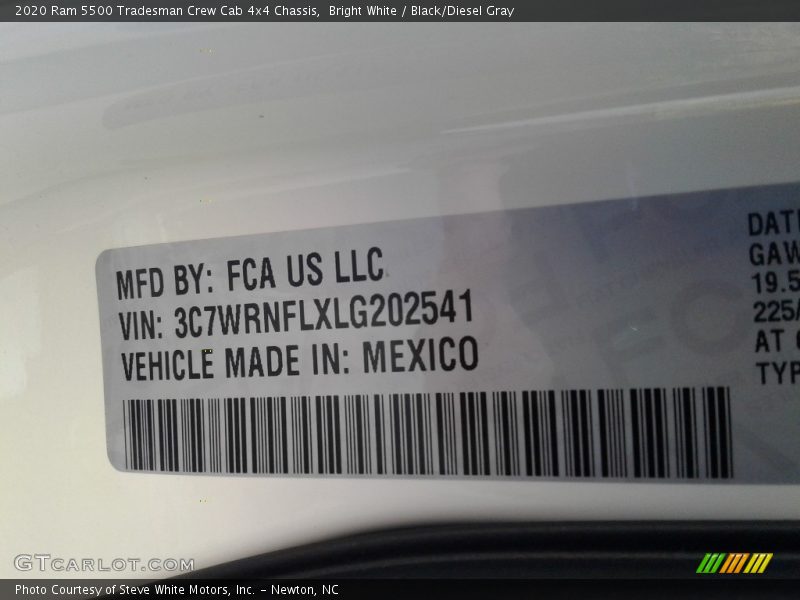 2020 Ram 5500 Tradesman Crew Cab 4x4 Chassis, Bright White / Black/Diesel Gray
MFD BY: FCA US LLC
VIN: 3C7WRNFLXLG202541
VEHICLE MADE IN: MEXICO
DAT
GAW
19.5
225/
AT
TYP
GTCARLOT.COM
Photo Courtesy of Steve White Motors, Inc. – Newton, NC